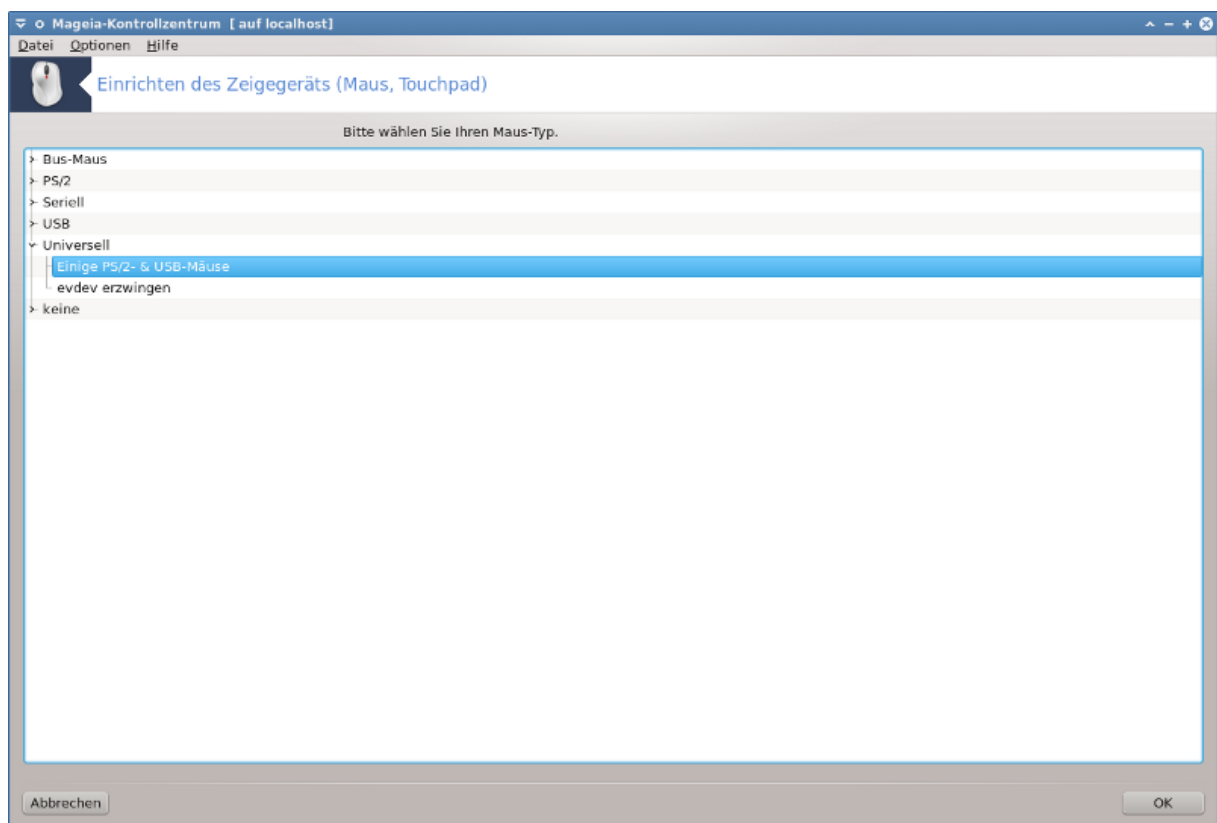 Mageia-Kontrollzentrum [ auf localhost]
Datei Optionen Hilfe
Einrichten des Zeigegeräts (Maus, Touchpad)
Bitte wählen Sie Ihren Maus-Typ.
Bus-Maus
PS/2
Seriell
USB
Universell
Einige PS/2- & USB-Mäuse
evdev erzwingen
keine
Abbrechen OK